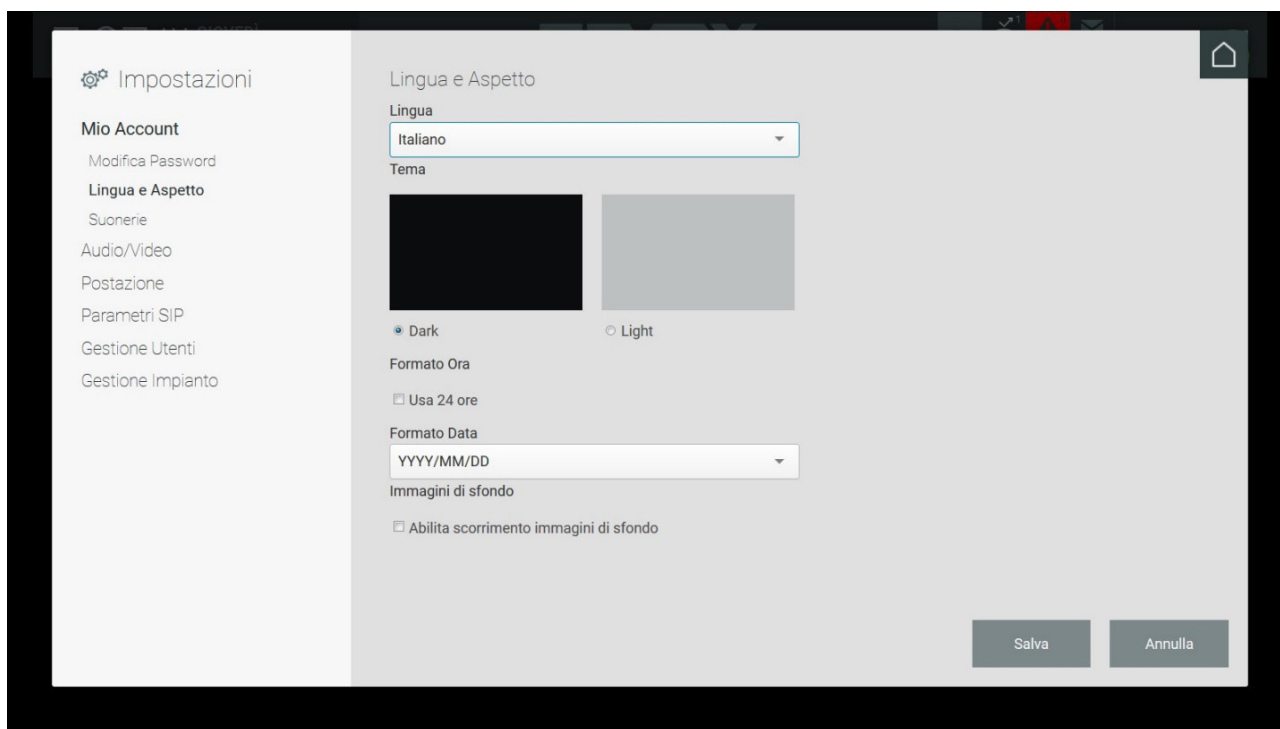 Impostazioni
Mio Account
Modifica Password
Lingua e Aspetto
Suonerie
Audio/Video
Postazione
Parametri SIP
Gestione Utenti
Gestione Impianto
Lingua e Aspetto
Lingua
Italiano
Tema
Dark
Light
Formato Ora
Usa 24 ore
Formato Data
YYYY/MM/DD
Immagini di sfondo
Abilita scorrimento immagini di sfondo
Salva
Annulla